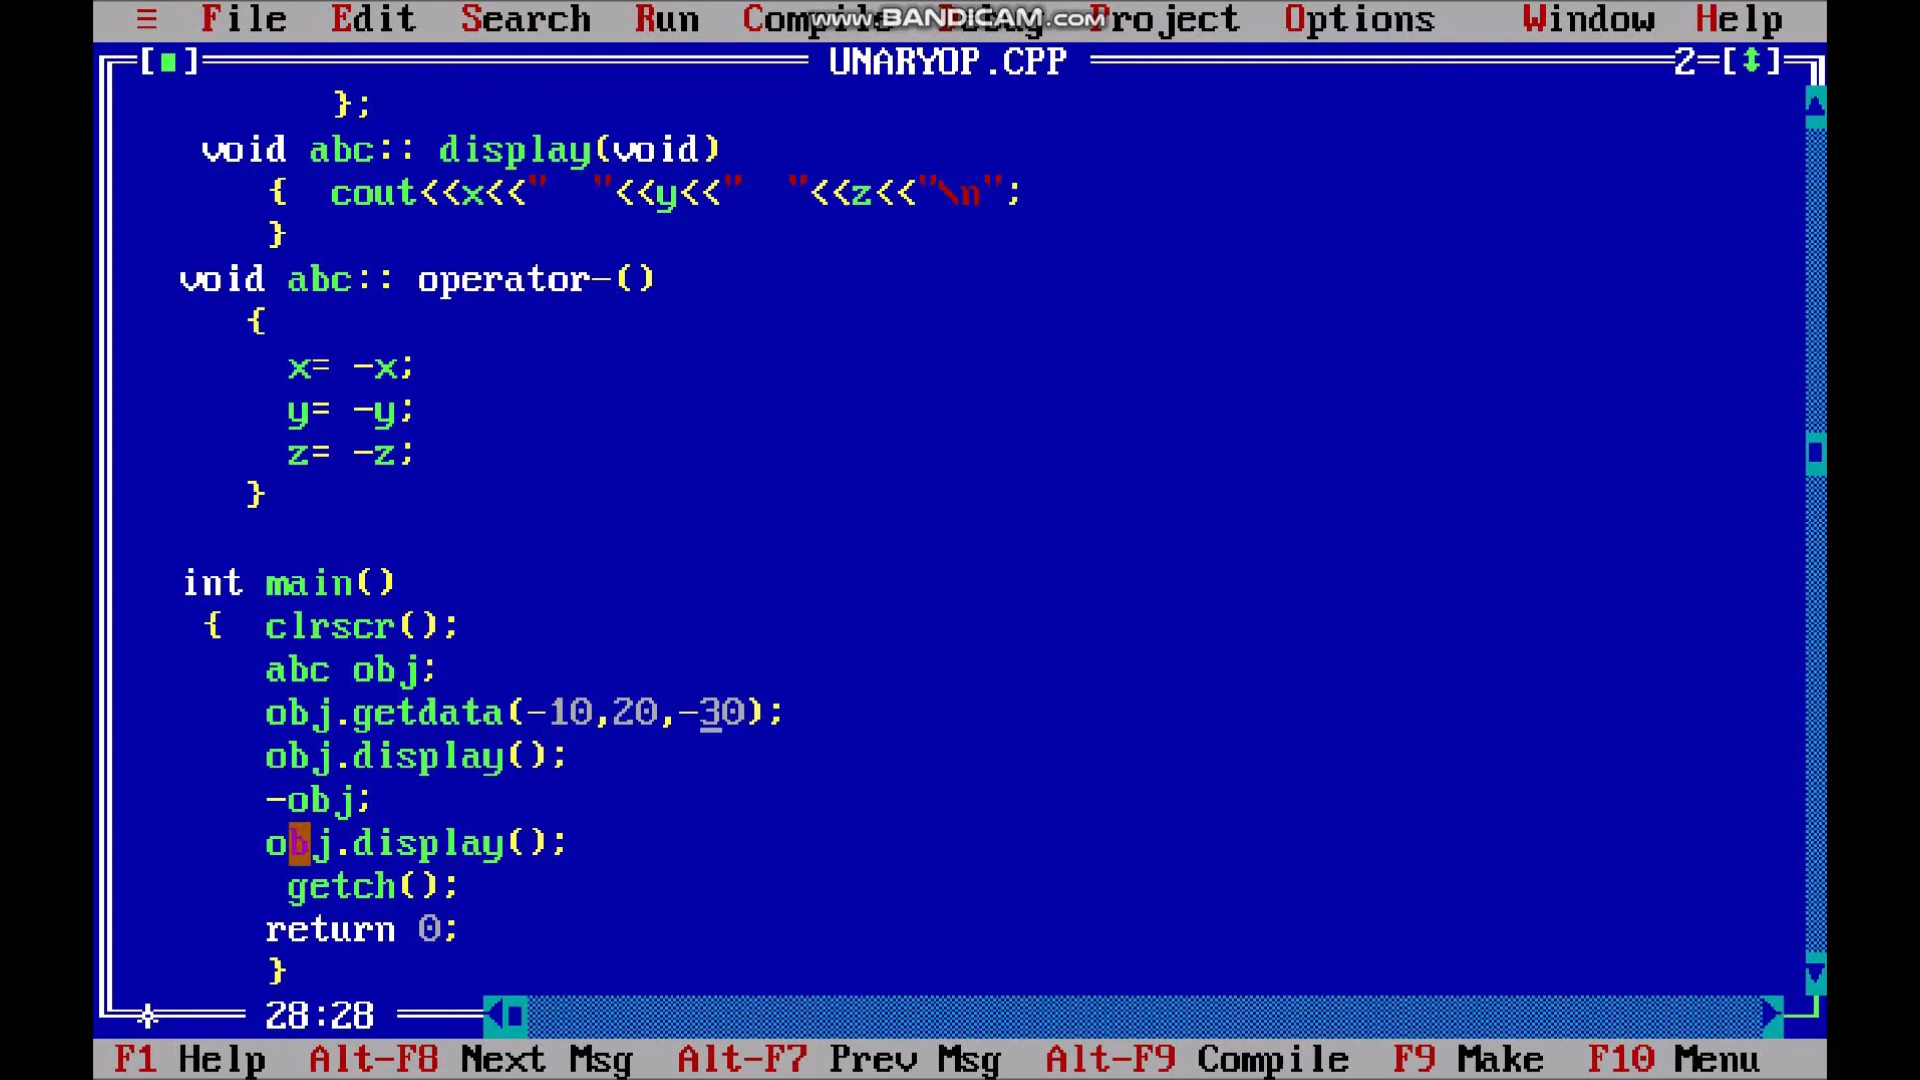 ≡ File Edit Search Run Compile Debug Project Options Window Help
www.BANDICAM.com
[■] UNARYOP.CPP 2=[↕]
};
void abc:: display(void)
{ cout<<x<<" "<<y<<" "<<z<<"\n";
}
void abc:: operator-()
{
x= -x;
y= -y;
z= -z;
}
int main()
{ clrscr();
abc obj;
obj.getdata(-10,20,-30);
obj.display();
-obj;
obj.display();
getch();
return 0;
}
28:28
F1 Help Alt-F8 Next Msg Alt-F7 Prev Msg Alt-F9 Compile F9 Make F10 Menu